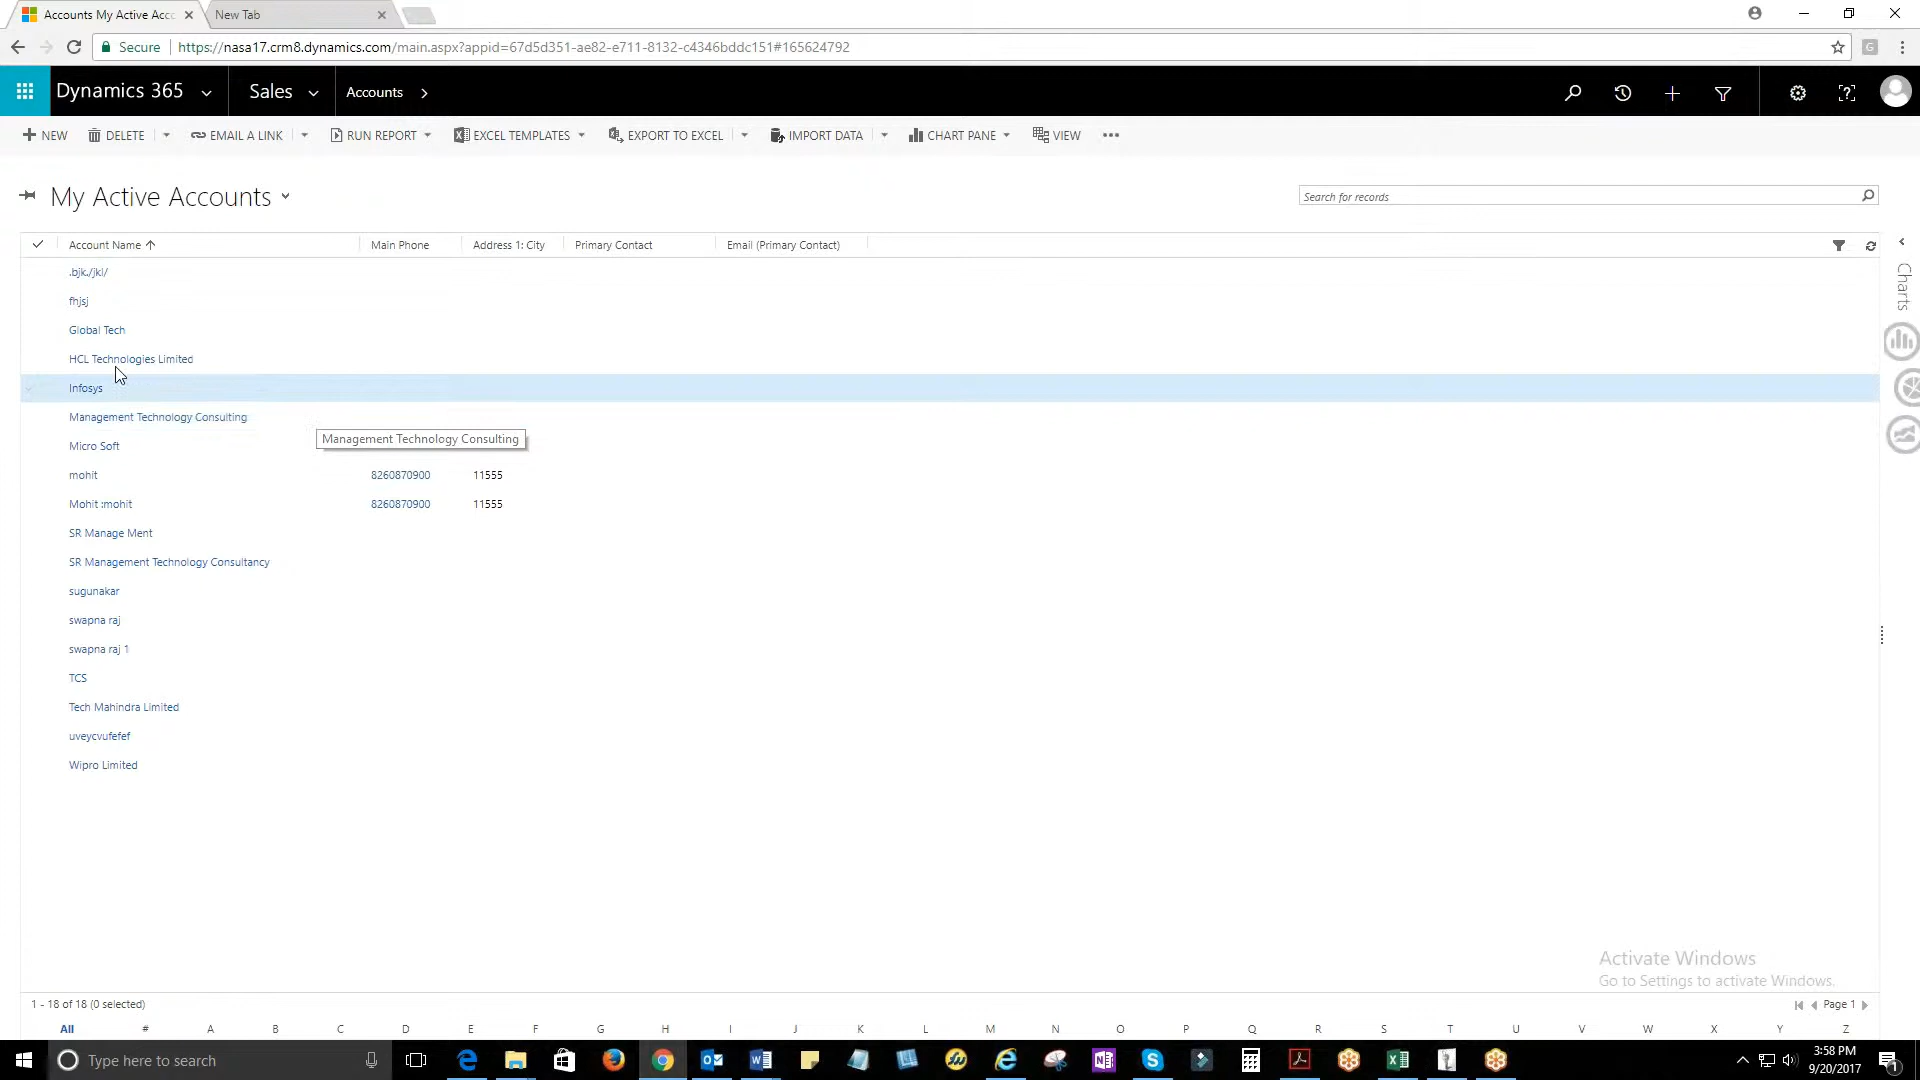 Accounts My Active Acc
New Tab
Secure https://nasa17.crm8.dynamics.com/main.aspx?appid=67d5d351-ae82-e711-8132-c4346bddc151#165624792
Dynamics 365 Sales Accounts
NEW DELETE EMAIL A LINK RUN REPORT EXCEL TEMPLATES EXPORT TO EXCEL IMPORT DATA CHART PANE VIEW
My Active Accounts
Search for records
Account Name Main Phone Address 1: City Primary Contact Email (Primary Contact)
Charts
.bjk./jkl/
fhjsj
Global Tech
HCL Technologies Limited
Infosys
Management Technology Consulting
Management Technology Consulting
Micro Soft
mohit 8260870900 11555
Mohit :mohit 8260870900 11555
SR Manage Ment
SR Management Technology Consultancy
sugunakar
swapna raj
swapna raj 1
TCS
Tech Mahindra Limited
uveycvufefef
Wipro Limited
Activate Windows
Go to Settings to activate Windows.
1 - 18 of 18 (0 selected)
Page 1
All # A B C D E F G H I J K L M N O P Q R S T U V W X Y Z
Type here to search
3:58 PM
9/20/2017